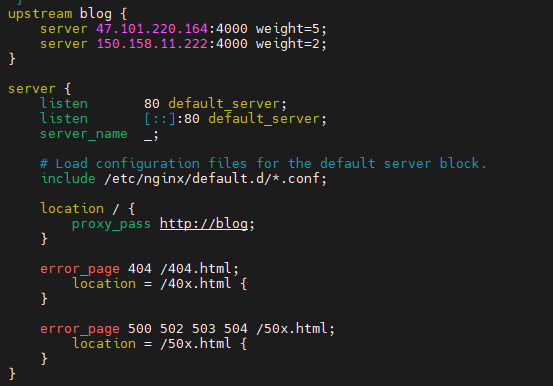 }
upstream blog {
    server 47.101.220.164:4000 weight=5;
    server 150.158.11.222:4000 weight=2;
}

server {
    listen       80 default_server;
    listen       [::]:80 default_server;
    server_name  _;

    # Load configuration files for the default server block.
    include /etc/nginx/default.d/*.conf;

    location / {
        proxy_pass http://blog;
    }

    error_page 404 /404.html;
        location = /40x.html {
    }

    error_page 500 502 503 504 /50x.html;
        location = /50x.html {
    }
}